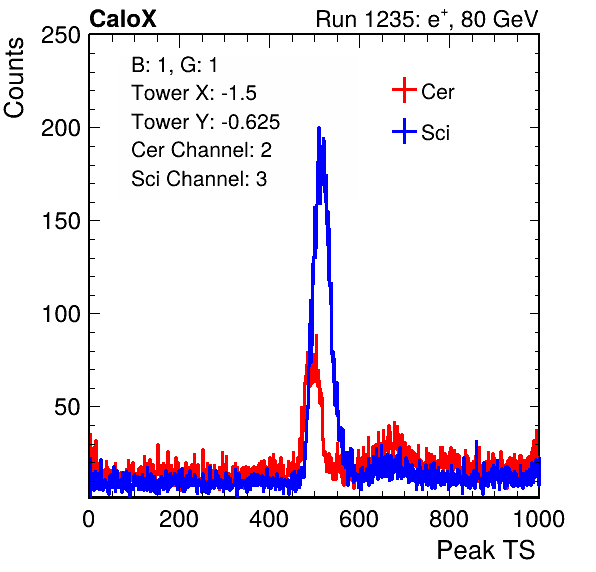 CaloX
Run 1235: e+, 80 GeV
Counts
250
200
150
100
50
B: 1, G: 1
Tower X: -1.5
Tower Y: -0.625
Cer Channel: 2
Sci Channel: 3
Cer
Sci
0 200 400 600 800 1000
Peak TS